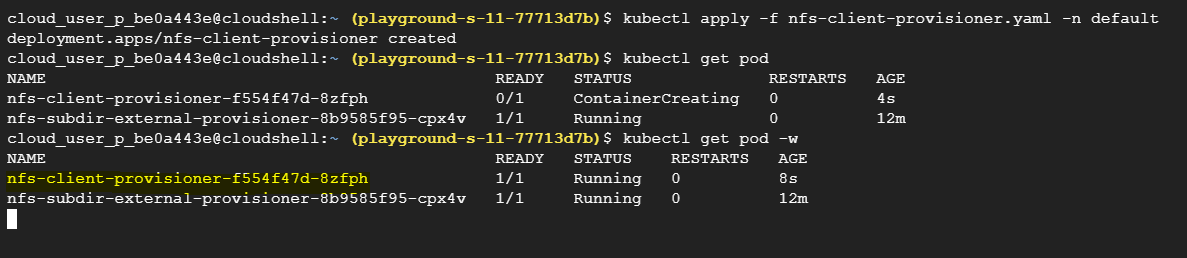 cloud_user_p_be0a443e@cloudshell:~ (playground-s-11-77713d7b)$ kubectl apply -f nfs-client-provisioner.yaml -n default
deployment.apps/nfs-client-provisioner created
cloud_user_p_be0a443e@cloudshell:~ (playground-s-11-77713d7b)$ kubectl get pod
NAME READY STATUS RESTARTS AGE
nfs-client-provisioner-f554f47d-8zfph 0/1 ContainerCreating 0 4s
nfs-subdir-external-provisioner-8b9585f95-cpx4v 1/1 Running 0 12m
cloud_user_p_be0a443e@cloudshell:~ (playground-s-11-77713d7b)$ kubectl get pod -w
NAME READY STATUS RESTARTS AGE
nfs-client-provisioner-f554f47d-8zfph 1/1 Running 0 8s
nfs-subdir-external-provisioner-8b9585f95-cpx4v 1/1 Running 0 12m